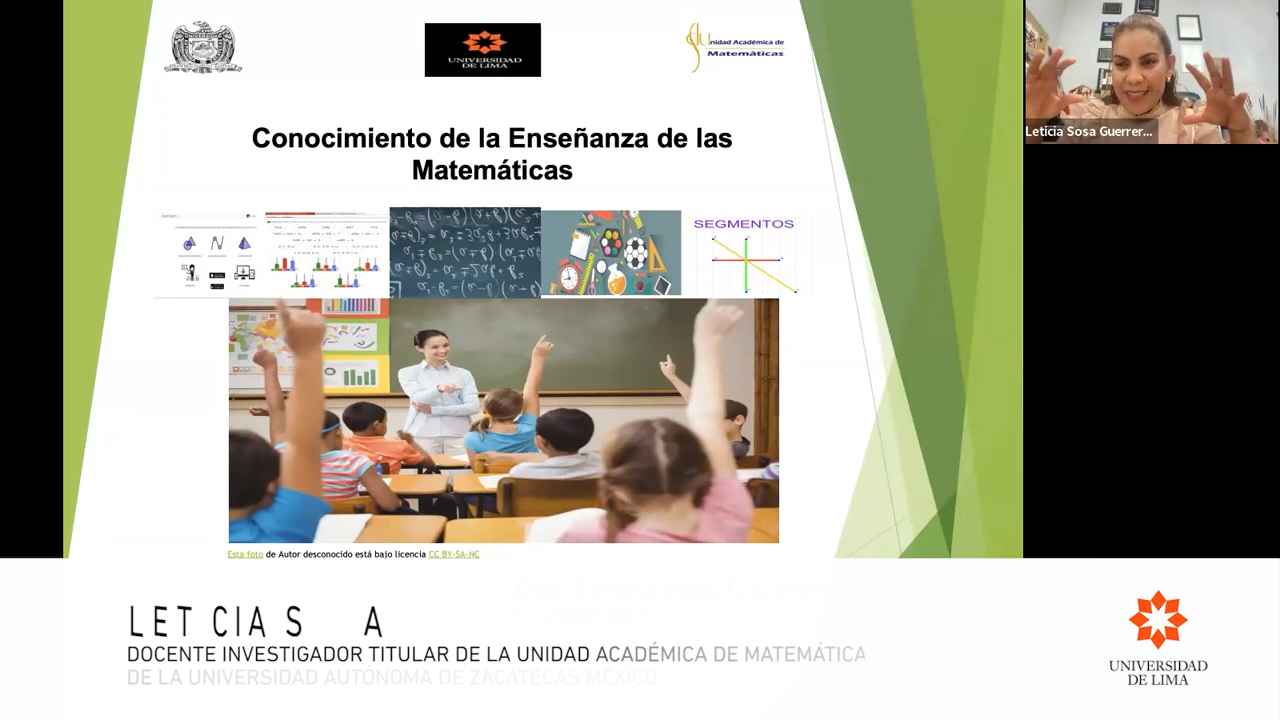 UNIVERSIDAD
DE LIMA
Unidad Académica de
Matemáticas
Leticia Sosa Guerrer...
Conocimiento de la Enseñanza de las
Matemáticas
SEGMENTOS
Esta foto de Autor desconocido está bajo licencia CC BY-SA-NC
LET CIA S A
DOCENTE INVESTIGADOR TITULAR DE LA UNIDAD ACADÉMICA DE MATEMÁTICA
DE LA UNIVERSIDAD AUTÓNOMA DE ZACATECAS MÉXICO
UNIVERSIDAD
DE LIMA